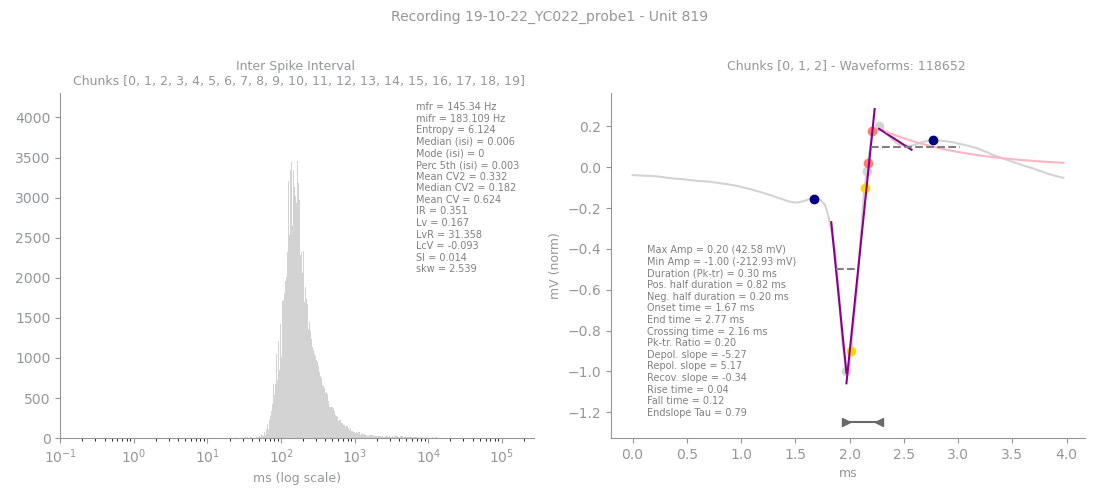 Recording 19-10-22_YC022_probe1 - Unit 819
Inter Spike Interval
Chunks [0, 1, 2, 3, 4, 5, 6, 7, 8, 9, 10, 11, 12, 13, 14, 15, 16, 17, 18, 19]
4000
3500
3000
2500
2000
1500
1000
500
0
mfr = 145.34 Hz
mifr = 183.109 Hz
Entropy = 6.124
Median (isi) = 0.006
Mode (isi) = 0
Perc 5th (isi) = 0.003
Mean CV2 = 0.332
Median CV2 = 0.182
Mean CV = 0.624
IR = 0.351
Lv = 0.167
LvR = 31.358
LcV = -0.093
SI = 0.014
skw = 2.539
10⁻¹ 10⁰ 10¹ 10² 10³ 10⁴ 10⁵
ms (log scale)
Chunks [0, 1, 2] - Waveforms: 118652
mV (norm)
0.2
0.0
−0.2
−0.4
−0.6
−0.8
−1.0
−1.2
Max Amp = 0.20 (42.58 mV)
Min Amp = -1.00 (-212.93 mV)
Duration (Pk-tr) = 0.30 ms
Pos. half duration = 0.82 ms
Neg. half duration = 0.20 ms
Onset time = 1.67 ms
End time = 2.77 ms
Crossing time = 2.16 ms
Pk-tr. Ratio = 0.20
Depol. slope = -5.27
Repol. slope = 5.17
Recov. slope = -0.34
Rise time = 0.04
Fall time = 0.12
Endslope Tau = 0.79
0.0 0.5 1.0 1.5 2.0 2.5 3.0 3.5 4.0
ms